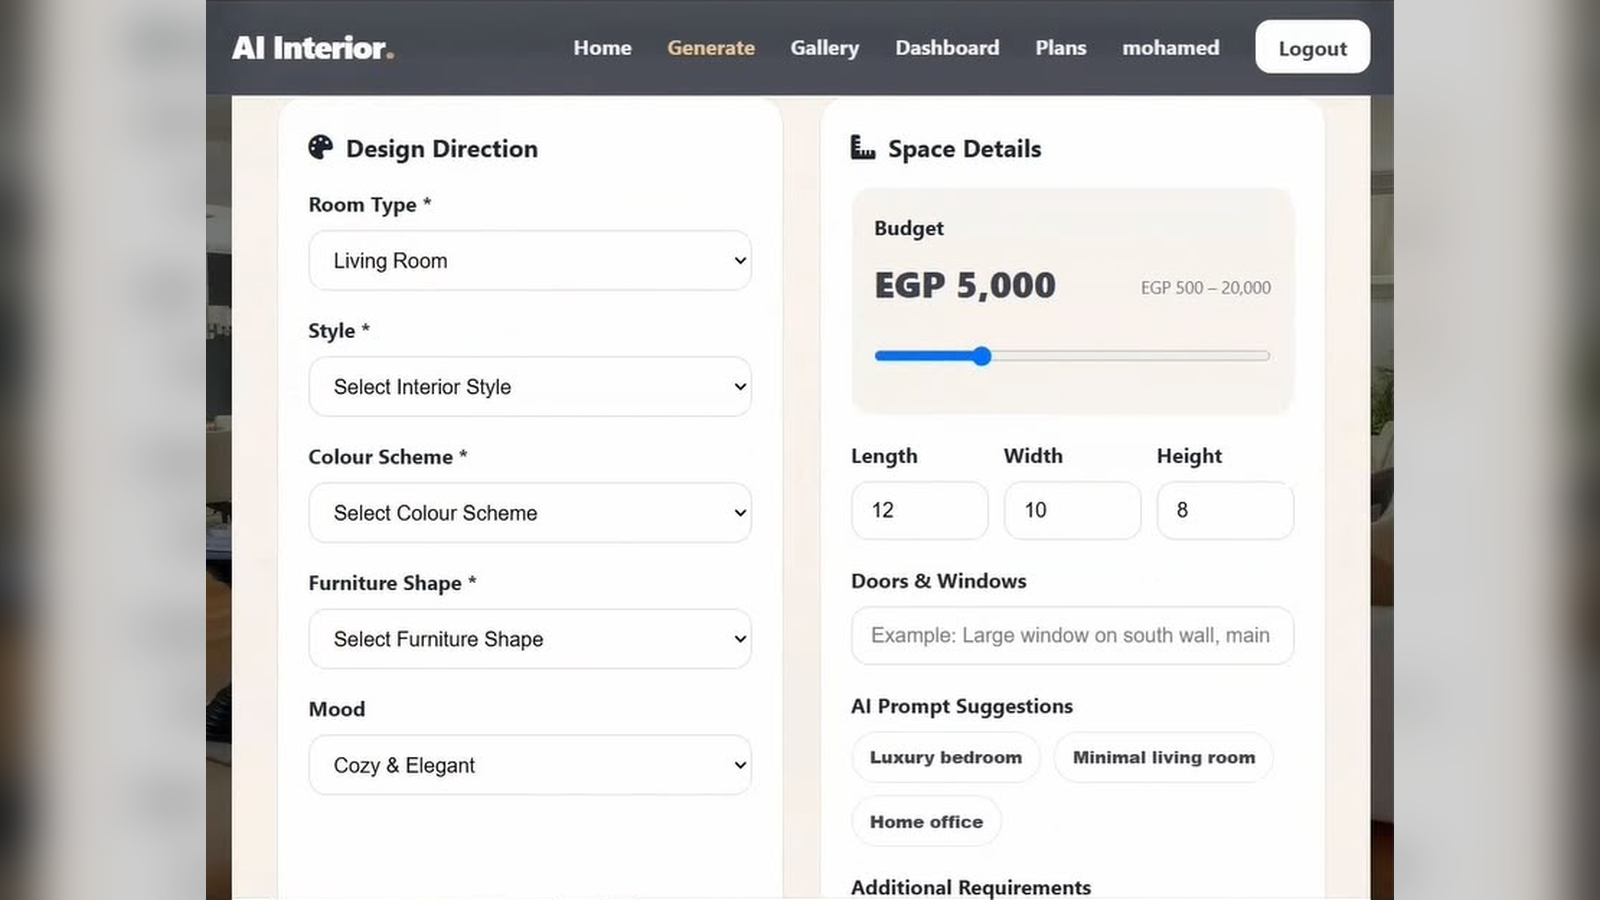 AI Interior.
Home Generate Gallery Dashboard Plans mohamed Logout
Design Direction
Room Type *
Living Room
Style *
Select Interior Style
Colour Scheme *
Select Colour Scheme
Furniture Shape *
Select Furniture Shape
Mood
Cozy & Elegant
Space Details
Budget
EGP 5,000
EGP 500 – 20,000
Length Width Height
12 10 8
Doors & Windows
Example: Large window on south wall, main
AI Prompt Suggestions
Luxury bedroom Minimal living room
Home office
Additional Requirements